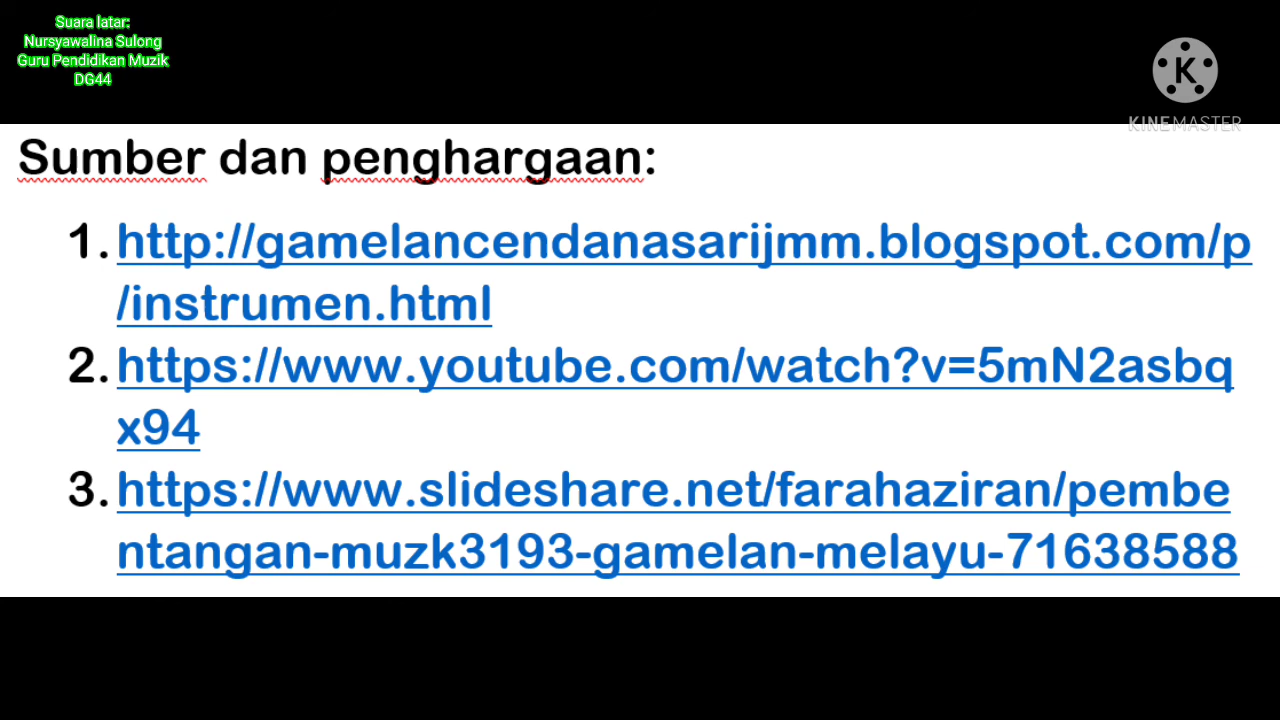 Suara latar:
Nursyawalina Sulong
Guru Pendidikan Muzik
DG44
K
KINEMASTER
Sumber dan penghargaan:
1. http://gamelancendanasarijmm.blogspot.com/p
/instrumen.html
2. https://www.youtube.com/watch?v=5mN2asbq
x94
3. https://www.slideshare.net/farahaziran/pembe
ntangan-muzk3193-gamelan-melayu-71638588